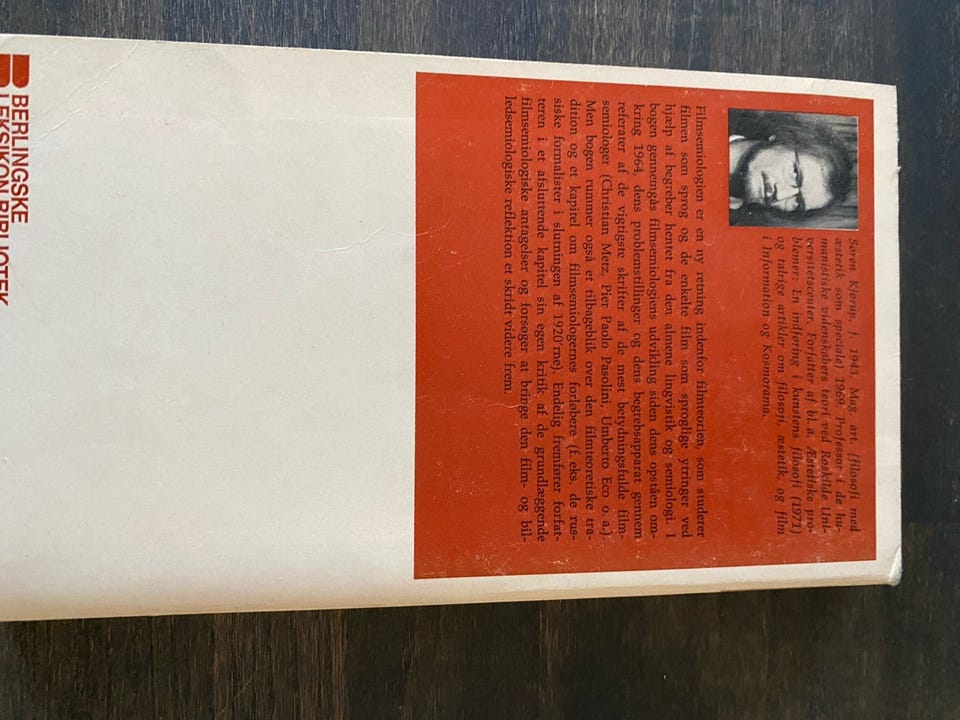 Søren Kjørup, f. 1943. Mag. art. (filosofi med
æstetik som speciale) 1969. Professor i de hu-
manistiske videnskabers teori ved Roskilde Uni-
versitetscenter. Forfatter af bl.a. Æstetiske pro-
blemer: En indføring i kunstens filosofi (1971)
og talrige artikler om filosofi, æstetik og film
i Information og Kosmorama.
Filmsemiologien er en ny retning indenfor filmteorien, som studerer
filmen som sprog og de enkelte film som sproglige ytringer ved
hjælp af begreber hentet fra den almene lingvistik og semiologi. I
bogen gennemgås filmsemiologiens udvikling siden dens opståen om-
kring 1964, dens problemstillinger og dens begrebsapparat gennem
referater af de vigtigste skrifter af de mest betydningsfulde film-
semiologer (Christian Metz, Pier Paolo Pasolini, Umberto Eco o. a.).
Men bogen rummer også et tilbageblik over den filmteoretiske tra-
dition og et kapitel om filmsemiologernes forløbere (f. eks. de rus-
siske formalister i slutningen af 1920'rne). Endelig fremfører forfat-
teren i et afsluttende kapitel sin egen kritik af de grundlæggende
filmsemiologiske antagelser og forsøger at bringe den film- og bil-
ledsemiologiske reflektion et skridt videre frem.
BERLINGSKE
LEKSIKON BIBLIOTEK